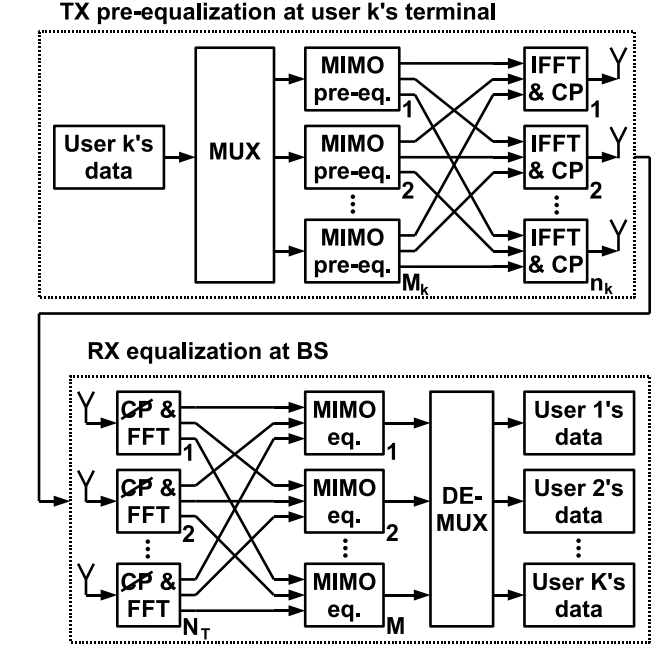 TX pre-equalization at user k's terminal
User k's
data
MUX
MIMO
pre-eq.
1
MIMO
pre-eq.
2
MIMO
pre-eq.
Mk
IFFT
& CP
1
IFFT
& CP
2
IFFT
& CP
nk
RX equalization at BS
CP &
FFT
1
CP &
FFT
2
CP &
FFT
NT
MIMO
eq.
1
MIMO
eq.
2
MIMO
eq.
M
DE-
MUX
User 1's
data
User 2's
data
User K's
data